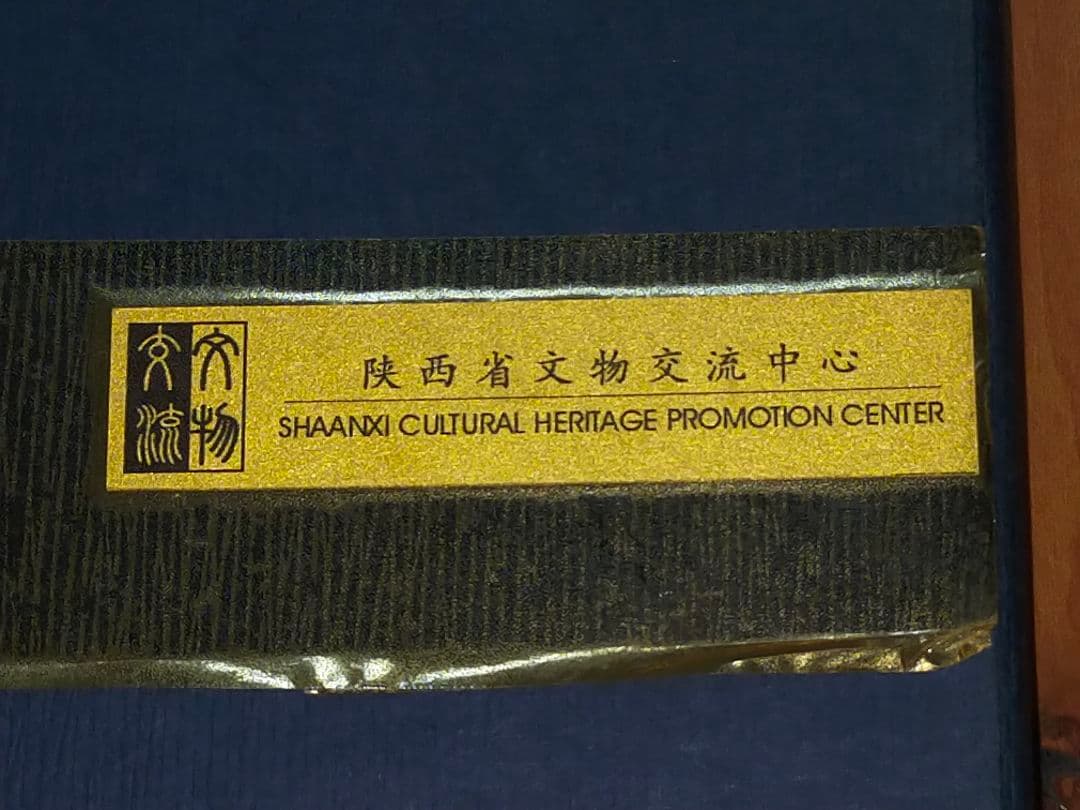 文物
交流
陕西省文物交流中心
SHAANXI CULTURAL HERITAGE PROMOTION CENTER